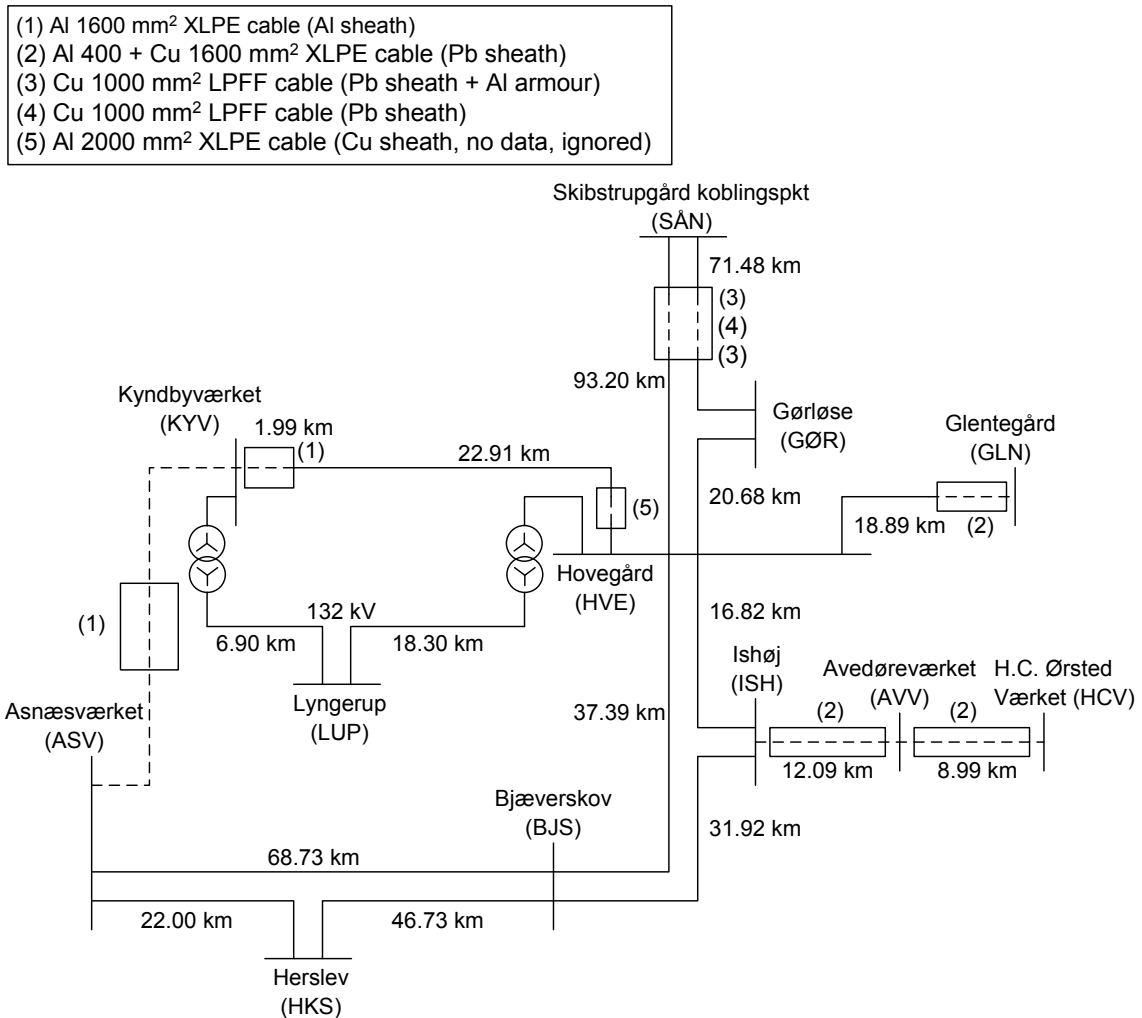 (1) Al 1600 mm² XLPE cable (Al sheath)
(2) Al 400 + Cu 1600 mm² XLPE cable (Pb sheath)
(3) Cu 1000 mm² LPFF cable (Pb sheath + Al armour)
(4) Cu 1000 mm² LPFF cable (Pb sheath)
(5) Al 2000 mm² XLPE cable (Cu sheath, no data, ignored)
Skibstrupgård koblingspkt
(SÅN)
71.48 km
(3)
(4)
(3)
93.20 km
Kyndbyværket
(KYV)
1.99 km
(1)
22.91 km
(5)
Gørløse
(GØR)
Glentegård
(GLN)
20.68 km
18.89 km
(2)
Hovegård
(HVE)
132 kV
6.90 km
18.30 km
Lyngerup
(LUP)
(1)
16.82 km
Ishøj
(ISH)
Avedøreværket
(AVV)
H.C. Ørsted
Værket (HCV)
(2)
(2)
12.09 km
8.99 km
Asnæsværket
(ASV)
37.39 km
Bjæverskov
(BJS)
31.92 km
68.73 km
22.00 km
46.73 km
Herslev
(HKS)